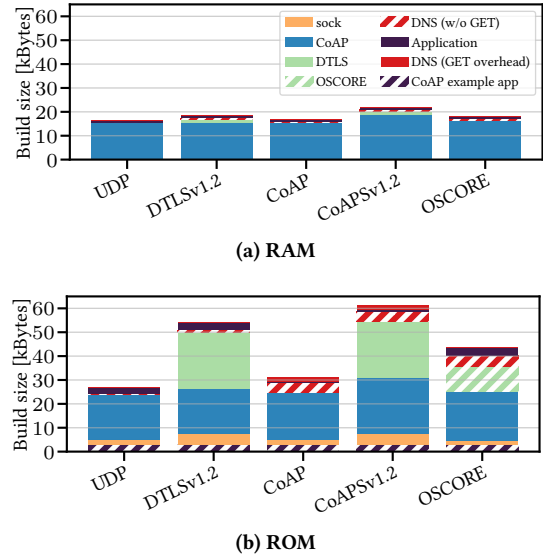 60
50
40
30
20
10
0
Build size [kBytes]
sock
CoAP
DTLS
OSCORE
DNS (w/o GET)
Application
DNS (GET overhead)
CoAP example app
UDP
DTLSv1.2
CoAP
CoAPSv1.2
OSCORE
(a) RAM
60
50
40
30
20
10
0
Build size [kBytes]
UDP
DTLSv1.2
CoAP
CoAPSv1.2
OSCORE
(b) ROM